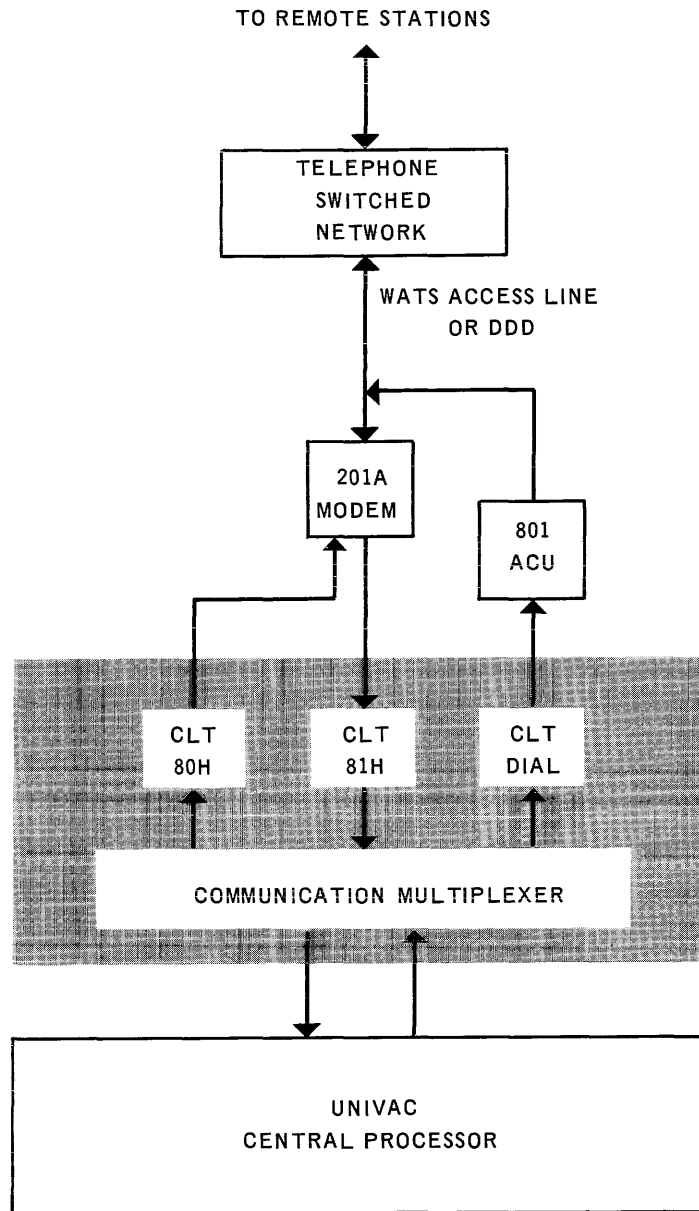 TO REMOTE STATIONS
TELEPHONE
SWITCHED
NETWORK
WATS ACCESS LINE
OR DDD
201A
MODEM
801
ACU
CLT
80H
CLT
81H
CLT
DIAL
COMMUNICATION MULTIPLEXER
UNIVAC
CENTRAL PROCESSOR